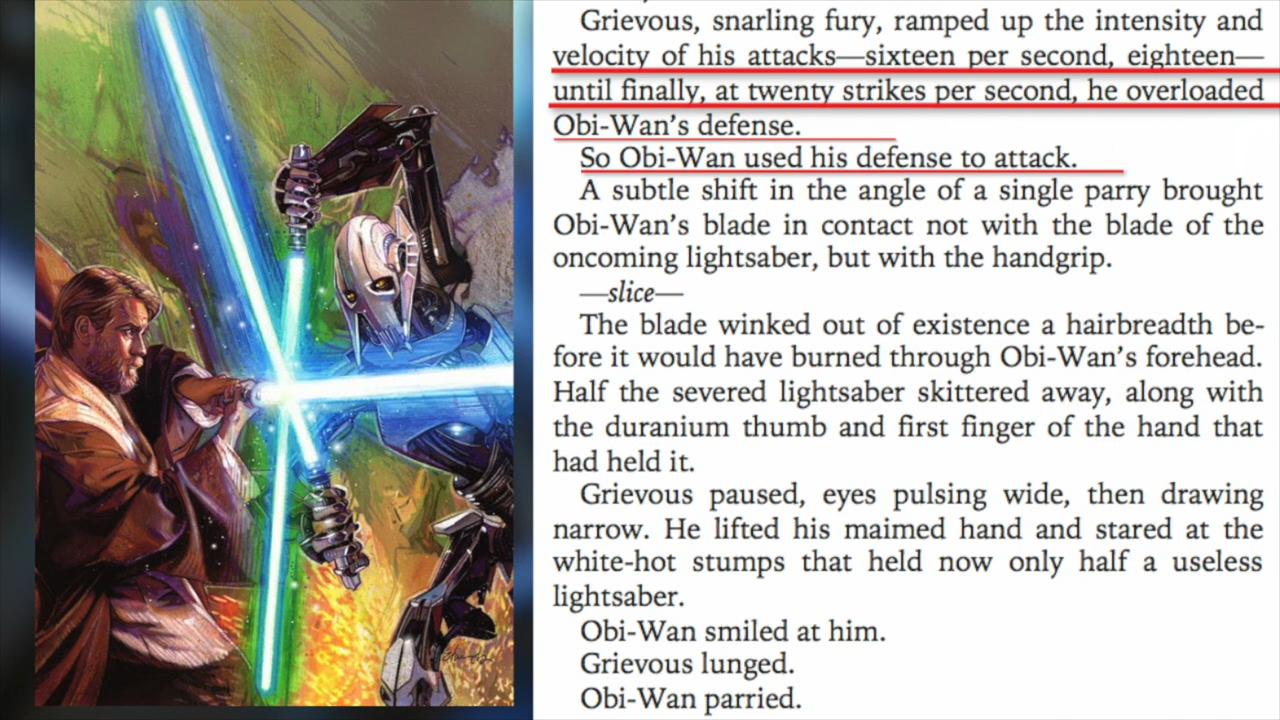 Grievous, snarling fury, ramped up the intensity and
velocity of his attacks—sixteen per second, eighteen—
until finally, at twenty strikes per second, he overloaded
Obi-Wan's defense.
So Obi-Wan used his defense to attack.
A subtle shift in the angle of a single parry brought
Obi-Wan's blade in contact not with the blade of the
oncoming lightsaber, but with the handgrip.
—slice—
The blade winked out of existence a hairbreadth be-
fore it would have burned through Obi-Wan's forehead.
Half the severed lightsaber skittered away, along with
the duranium thumb and first finger of the hand that
had held it.
Grievous paused, eyes pulsing wide, then drawing
narrow. He lifted his maimed hand and stared at the
white-hot stumps that held now only half a useless
lightsaber.
Obi-Wan smiled at him.
Grievous lunged.
Obi-Wan parried.